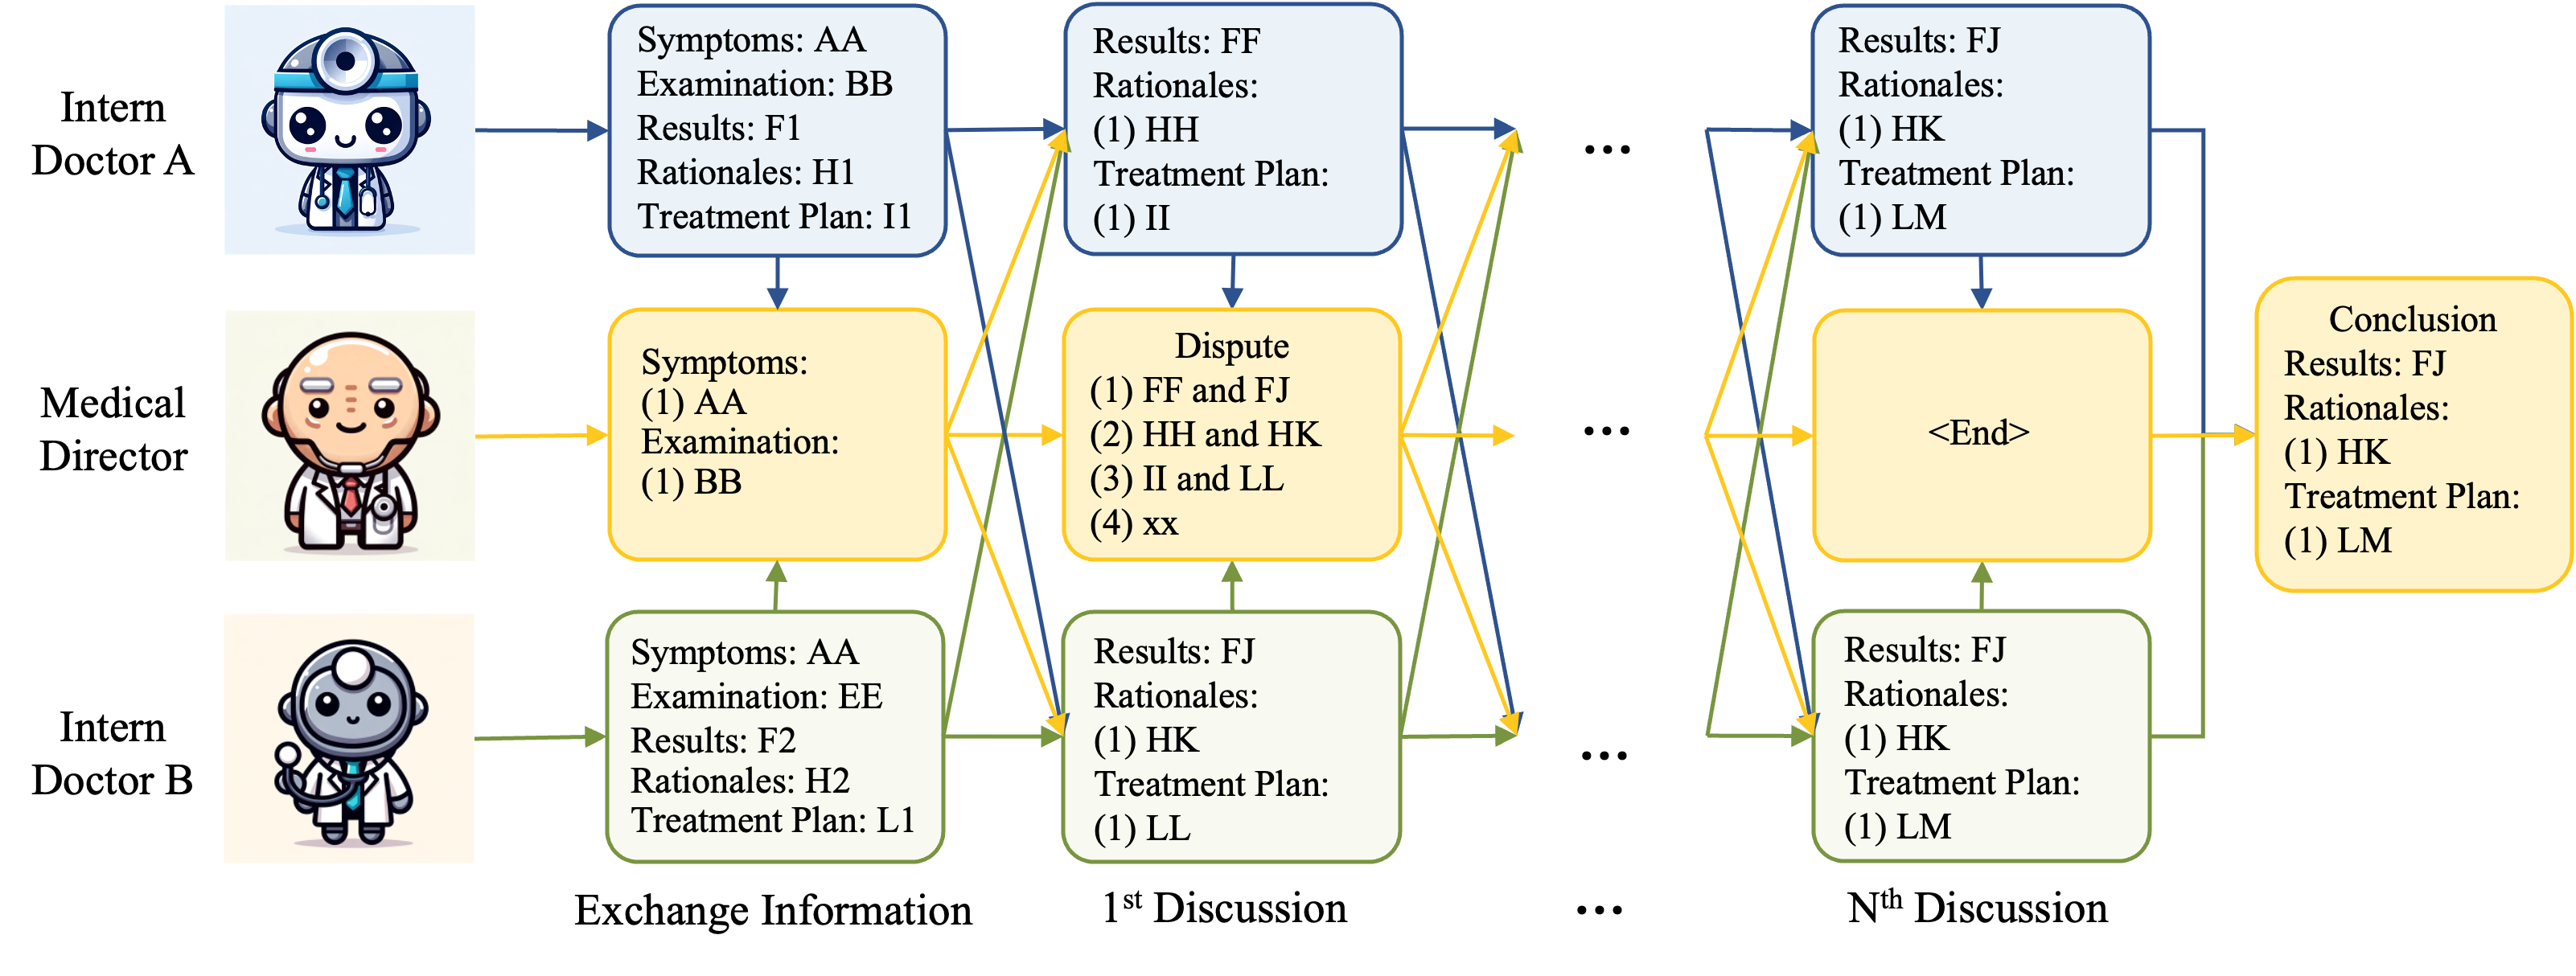 Intern
Doctor A
Symptoms: AA
Examination: BB
Results: F1
Rationales: H1
Treatment Plan: I1
Results: FF
Rationales:
(1) HH
Treatment Plan:
(1) II
...
Results: FJ
Rationales:
(1) HK
Treatment Plan:
(1) LM
Medical
Director
Symptoms:
(1) AA
Examination:
(1) BB
Dispute
(1) FF and FJ
(2) HH and HK
(3) II and LL
(4) xx
...
<End>
Conclusion
Results: FJ
Rationales:
(1) HK
Treatment Plan:
(1) LM
Intern
Doctor B
Symptoms: AA
Examination: EE
Results: F2
Rationales: H2
Treatment Plan: L1
Results: FJ
Rationales:
(1) HK
Treatment Plan:
(1) LL
...
Results: FJ
Rationales:
(1) HK
Treatment Plan:
(1) LM
Exchange Information
1st Discussion
...
Nth Discussion